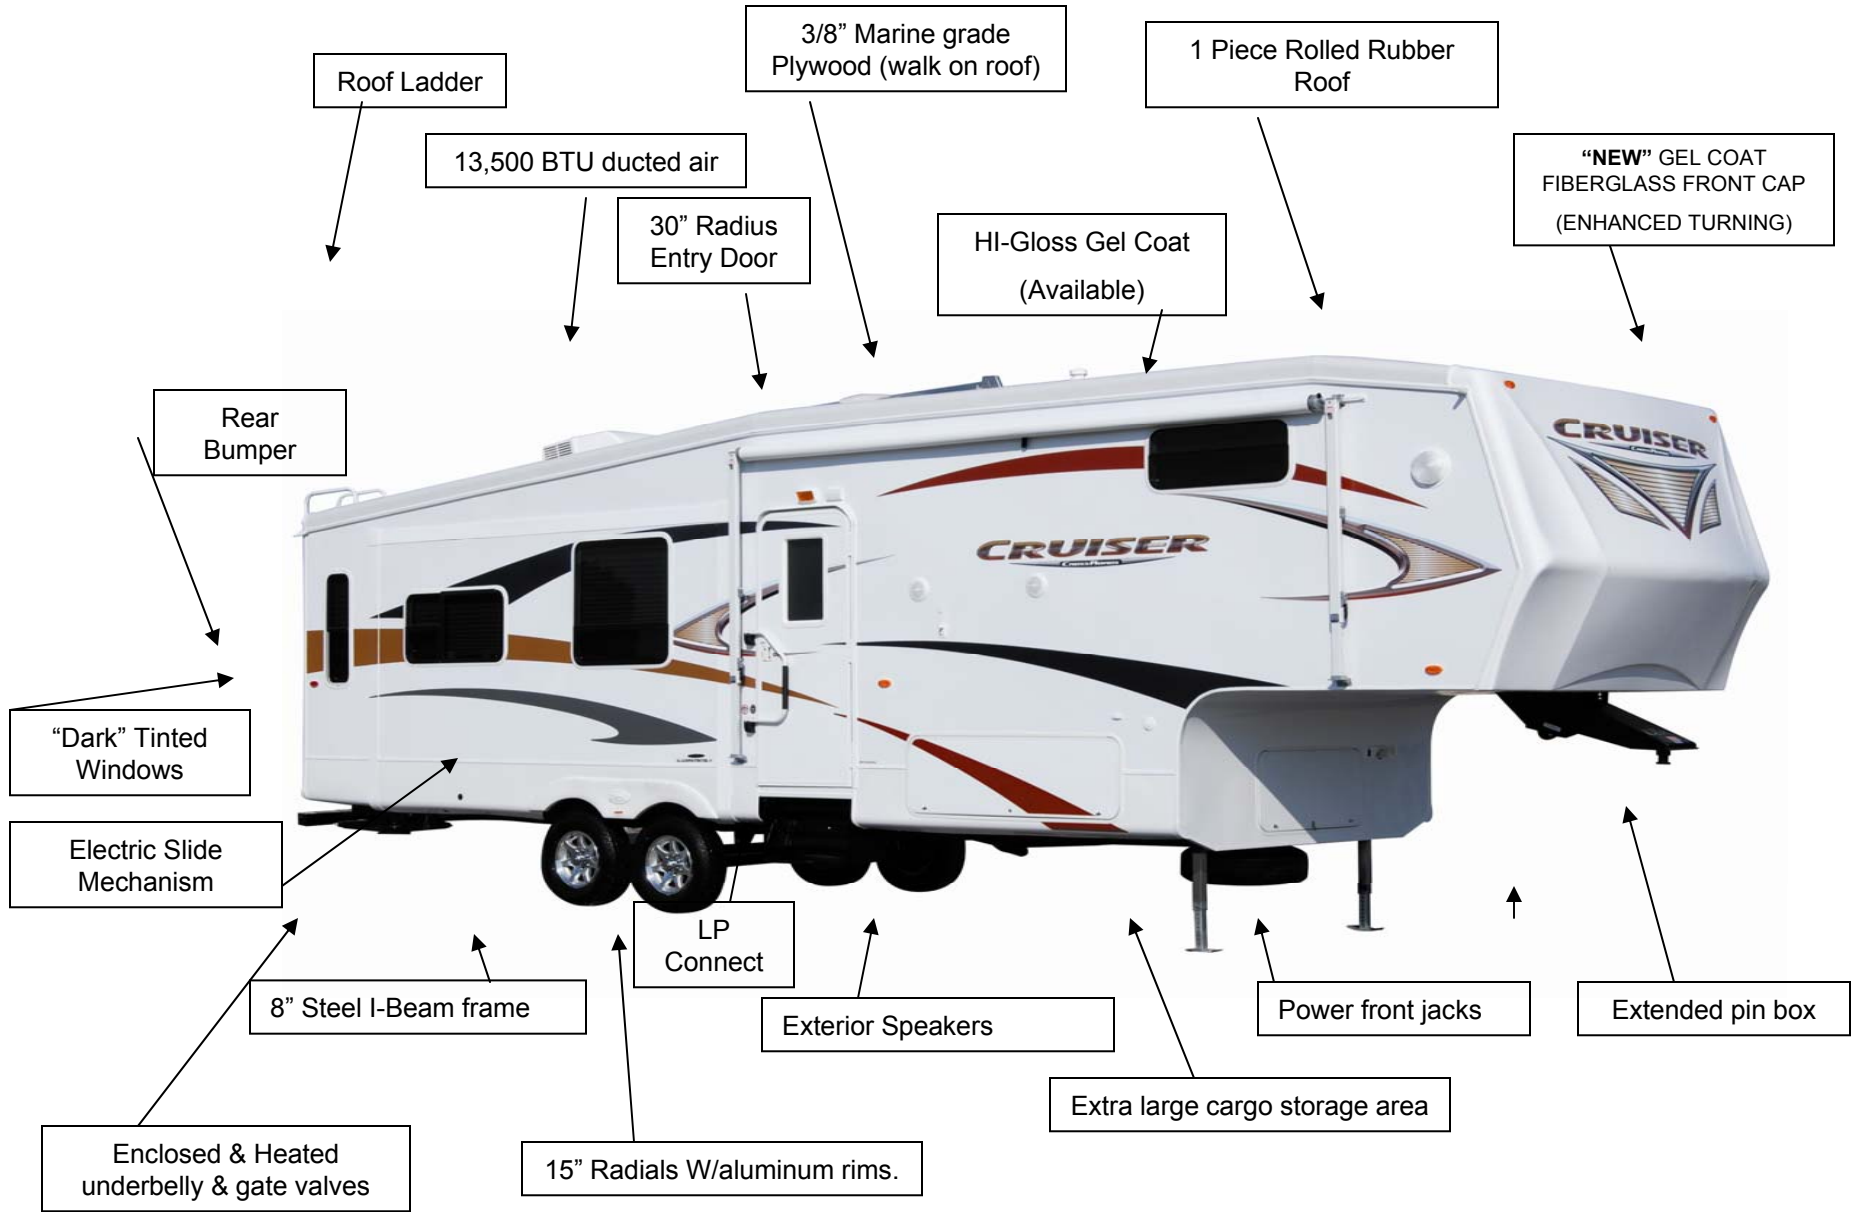 3/8” Marine grade
Plywood (walk on roof)
1 Piece Rolled Rubber
Roof
Roof Ladder
13,500 BTU ducted air
“NEW” GEL COAT
FIBERGLASS FRONT CAP
(ENHANCED TURNING)
30” Radius
Entry Door
HI-Gloss Gel Coat
(Available)
Rear
Bumper
CRUISER
CRUISER
“Dark” Tinted
Windows
Electric Slide
Mechanism
LP
Connect
8” Steel I-Beam frame
Exterior Speakers
Power front jacks
Extended pin box
Extra large cargo storage area
Enclosed & Heated
underbelly & gate valves
15” Radials W/aluminum rims.